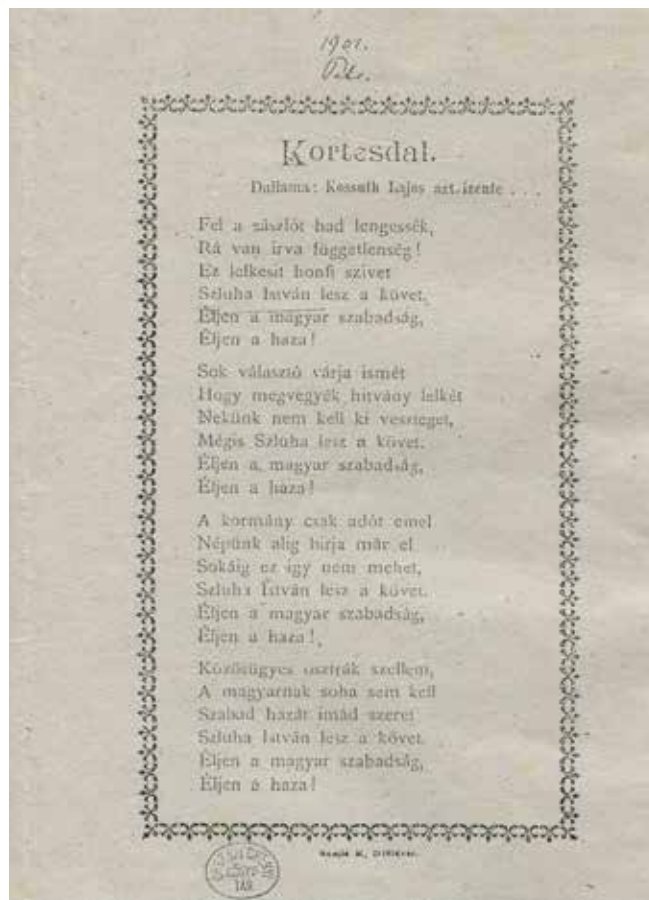 1901.
Kortesdal.
Dallama: Kossuth Lajos azt izente . . .
Fel a zászlót had lengessék,
Rá van irva függetlenség!
Ez lelkesit honfi szivet
Szluha István lesz a követ.
Éljen a magyar szabadság,
Éljen a haza!
Sok választó várja ismét
Hogy megvegyék hitvány lelkét
Nekünk nem kell ki veszteget,
Mégis Szluha lesz a követ.
Éljen a magyar szabadság,
Éljen a haza!
A kormány csak adót emel
Népünk alig birja már el
Sokáig ez igy nem mehet,
Szluha István lesz a követ.
Éljen a magyar szabadság,
Éljen a haza!
Közösügyes osztrák szellem,
A magyarnak soha sem kell
Szabad hazát imád szeret
Szluha István lesz a követ.
Éljen a magyar szabadság,
Éljen a haza!